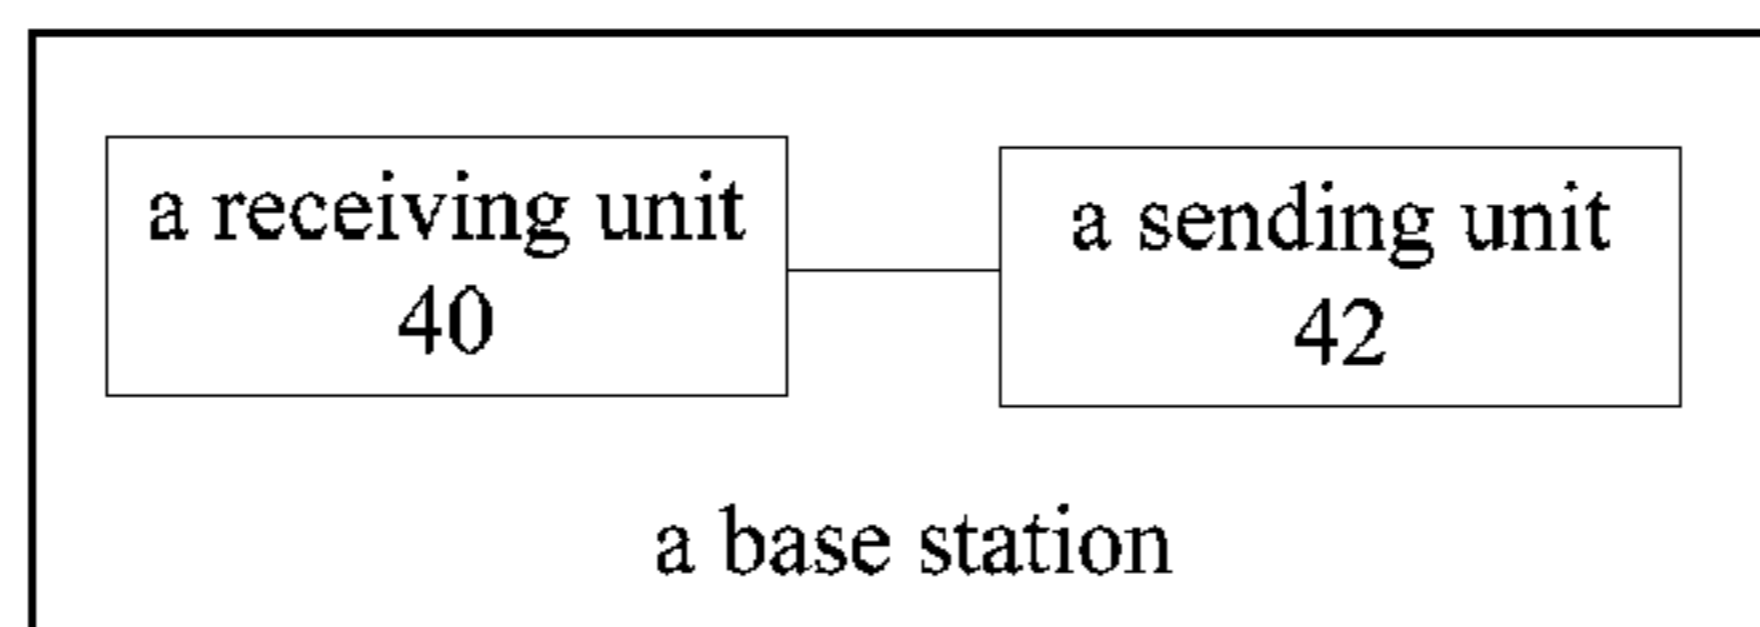 a receiving unit
40
a sending unit
42
a base station